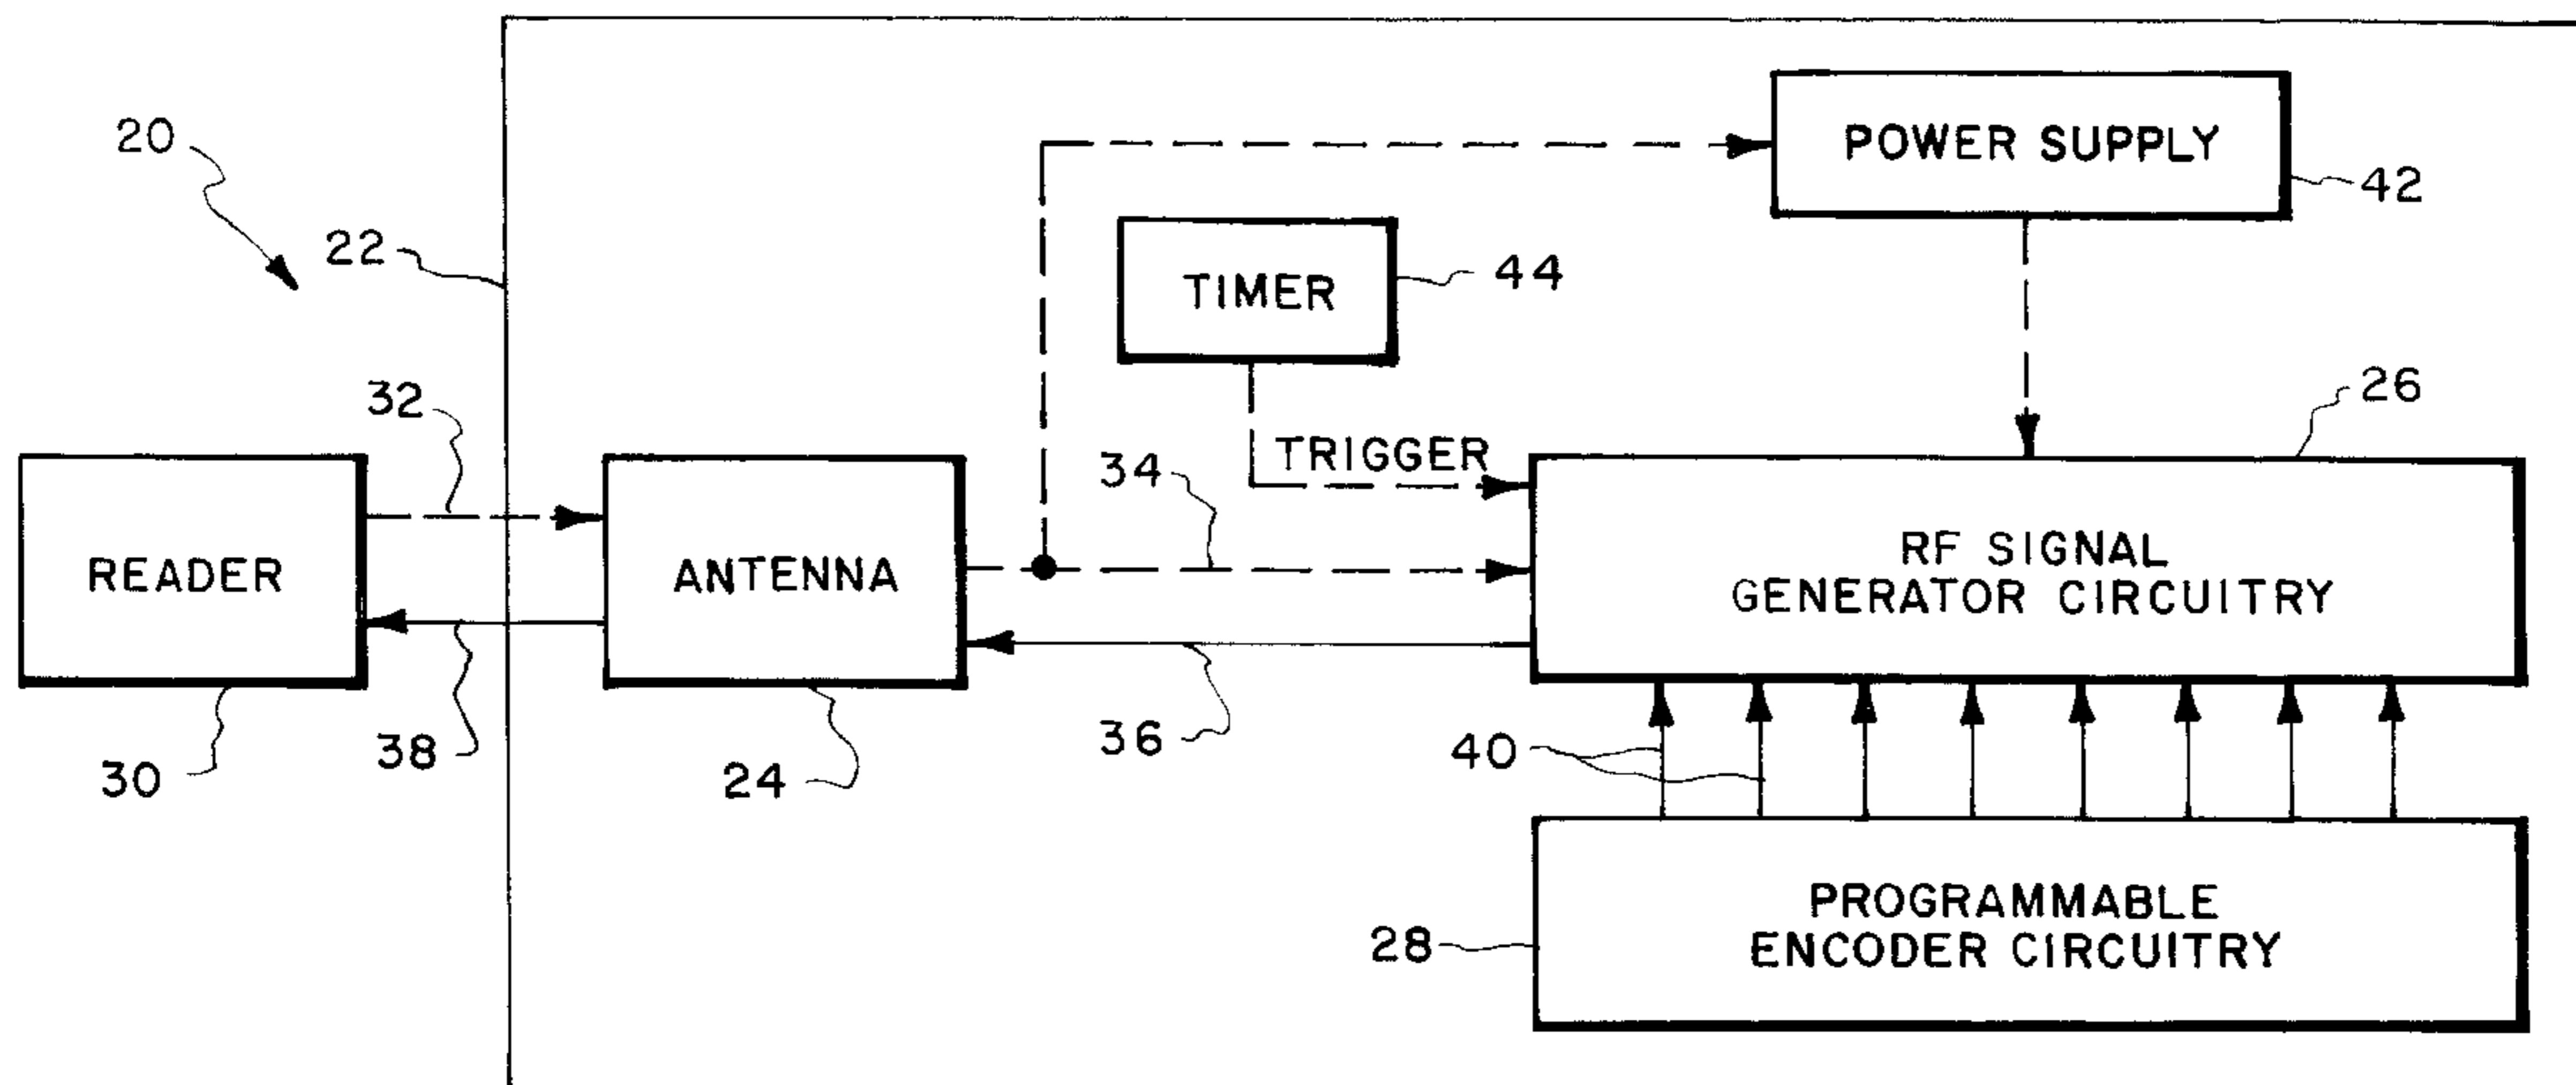 20
POWER SUPPLY
42
22
TIMER
44
32
26
TRIGGER
34
READER
ANTENNA
RF SIGNAL
GENERATOR CIRCUITRY
38
36
40
30
24
PROGRAMMABLE
ENCODER CIRCUITRY
28